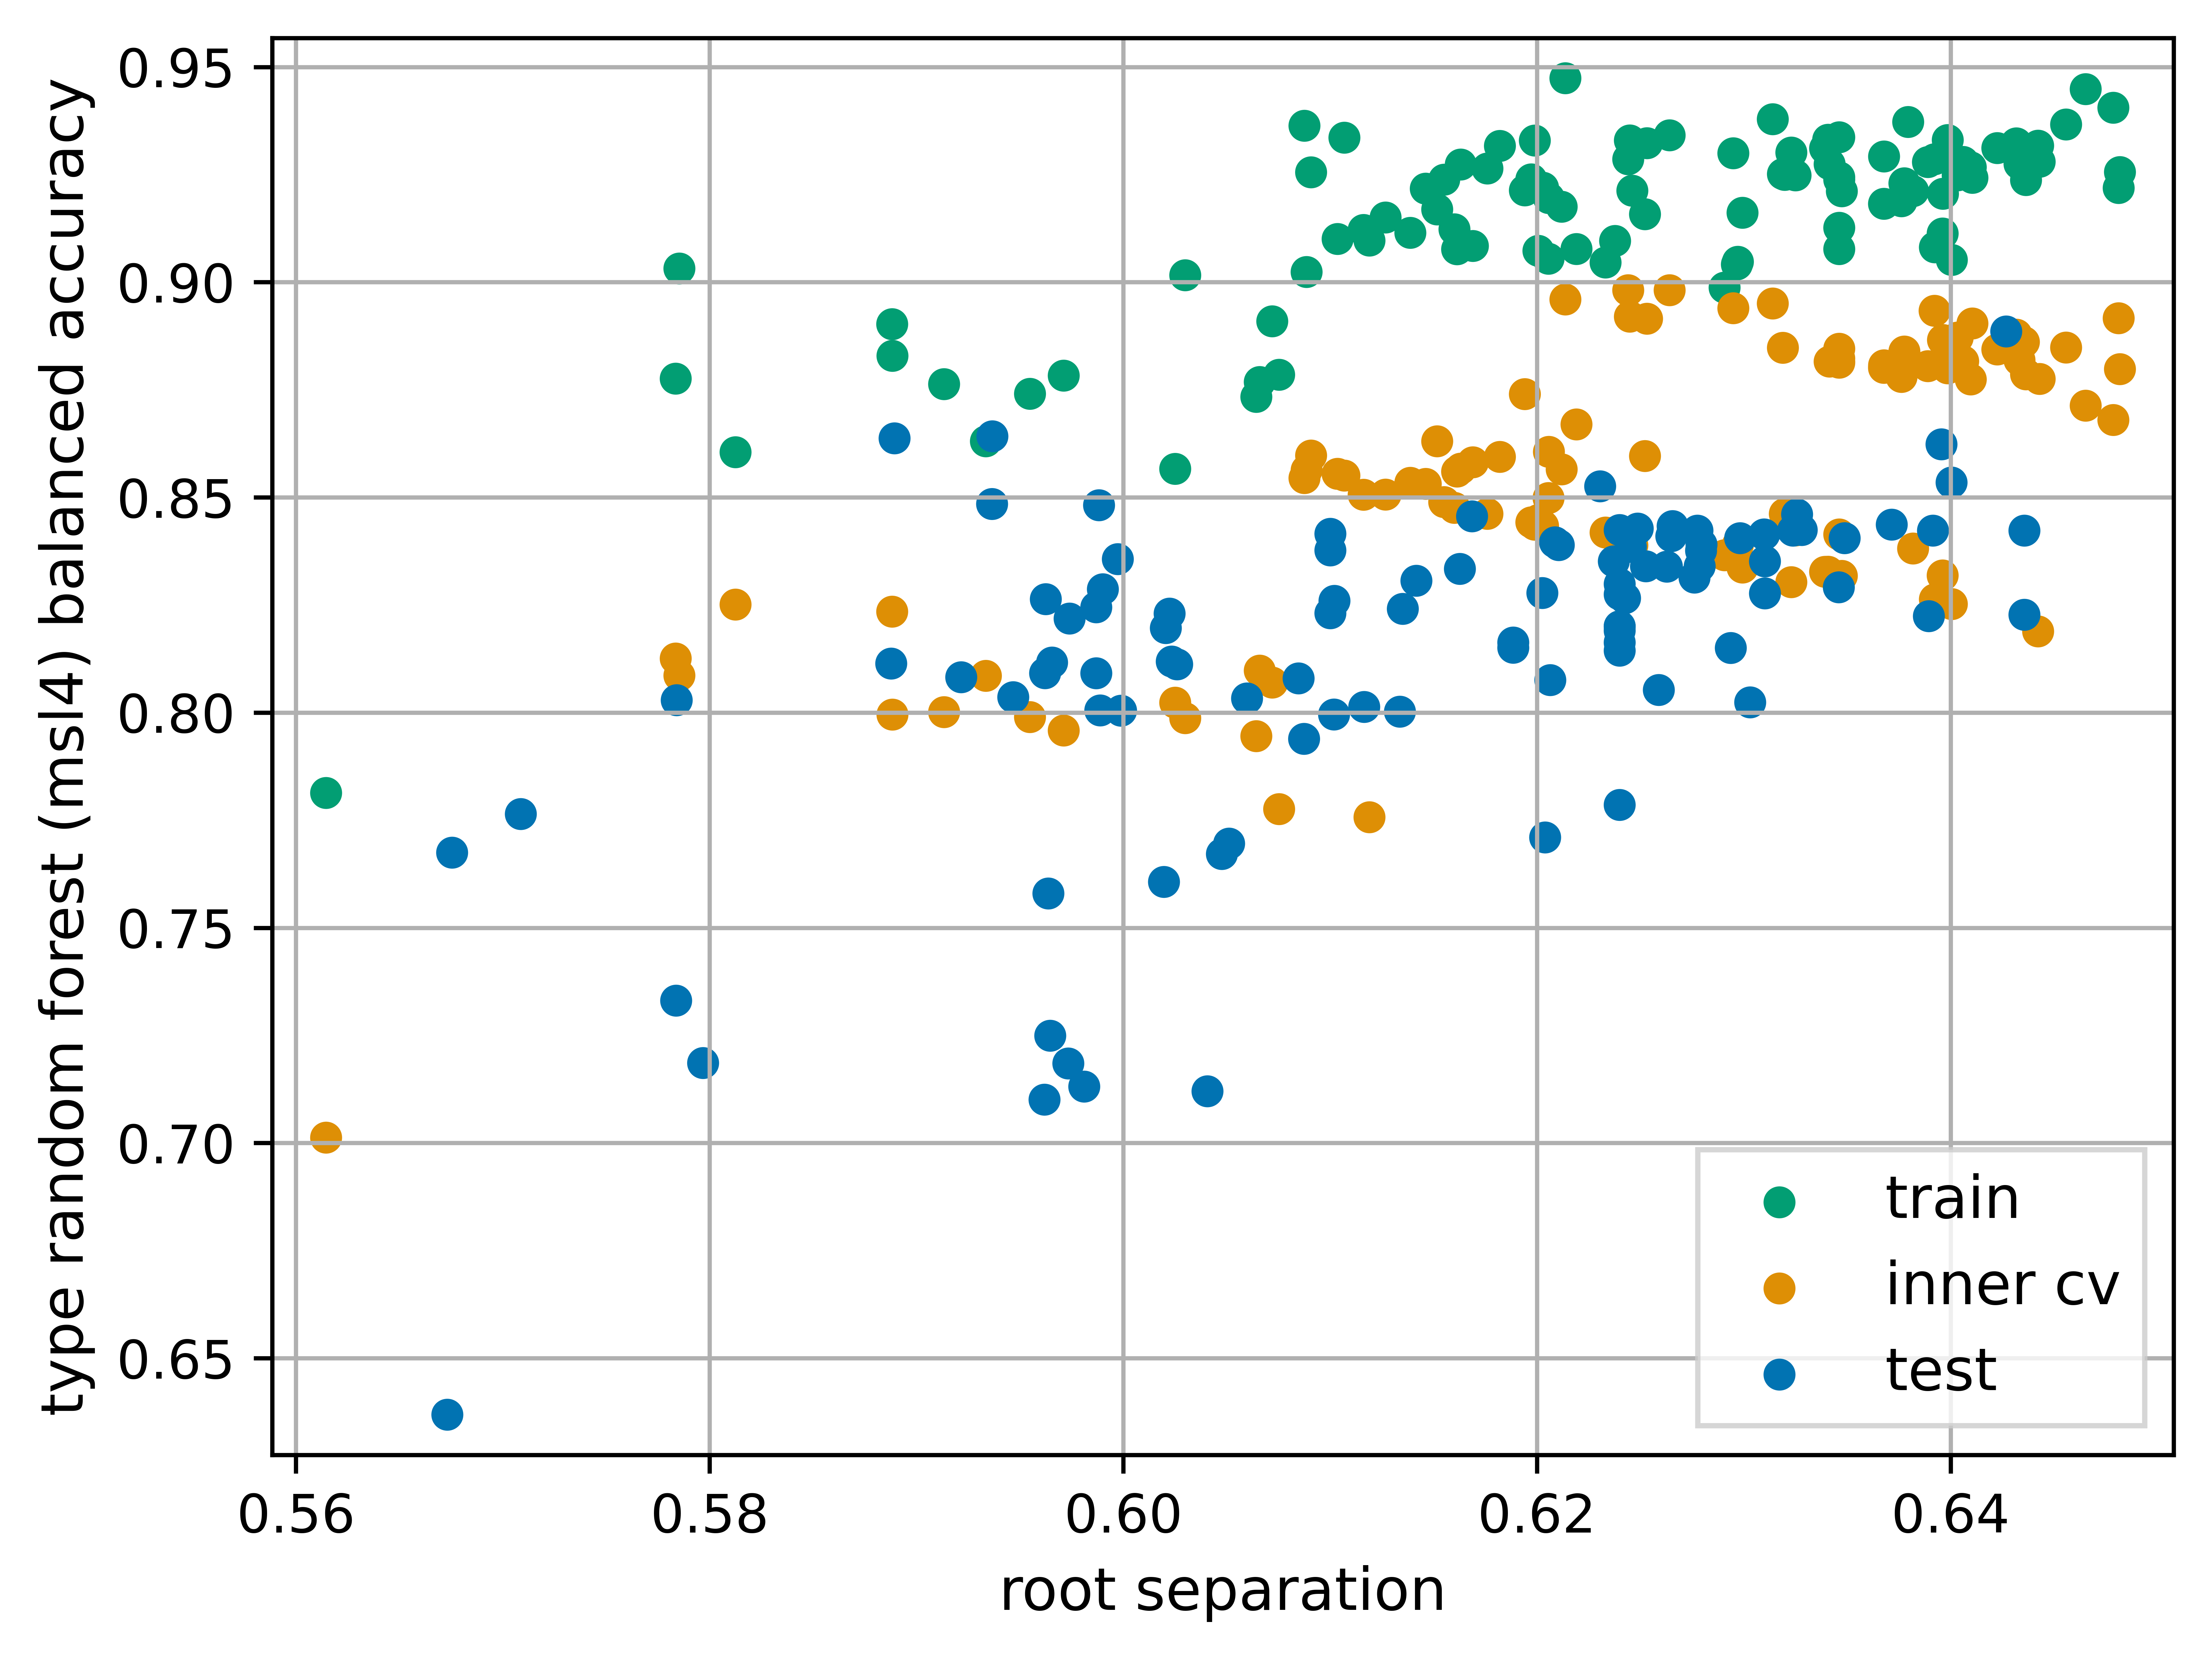 type random forest (msl4) balanced accuracy
0.95
0.90
0.85
0.80
0.75
0.70
0.65
train
inner cv
test
0.56 0.58 0.60 0.62 0.64
root separation